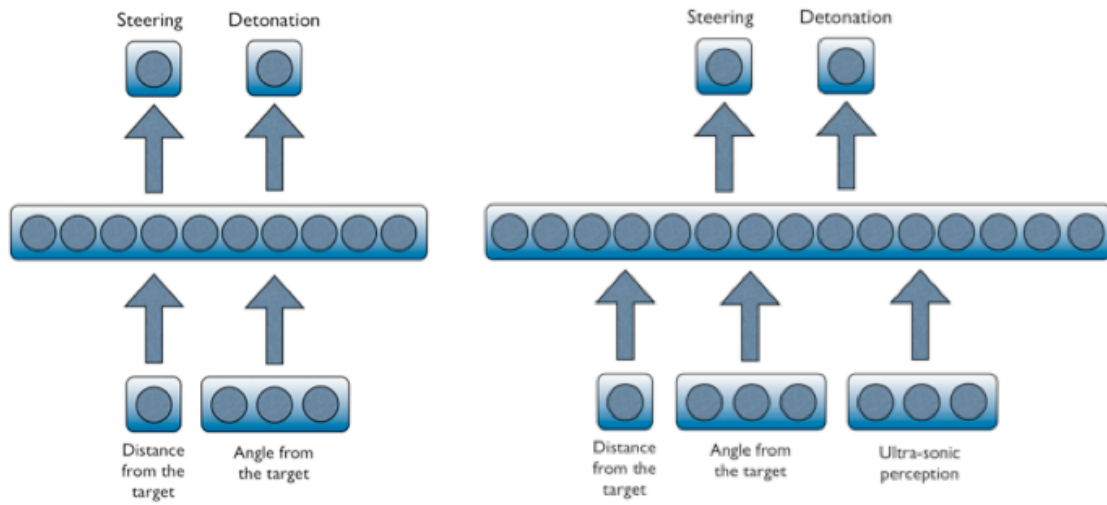 Steering
Detonation
Distance
from the
target
Angle from
the target
Steering
Detonation
Distance
from the
target
Angle from
the target
Ultra-sonic
perception